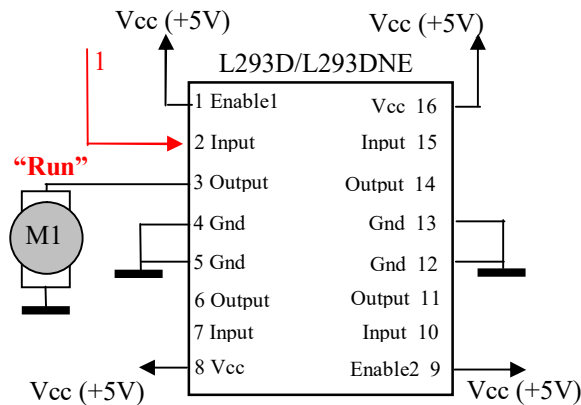 Vcc (+5V)
Vcc (+5V)
L293D/L293DNE
1
1 Enable1
Vcc 16
2 Input
Input 15
“Run”
3 Output
Output 14
M1
4 Gnd
Gnd 13
5 Gnd
Gnd 12
6 Output
Output 11
7 Input
Input 10
8 Vcc
Enable2 9
Vcc (+5V)
Vcc (+5V)